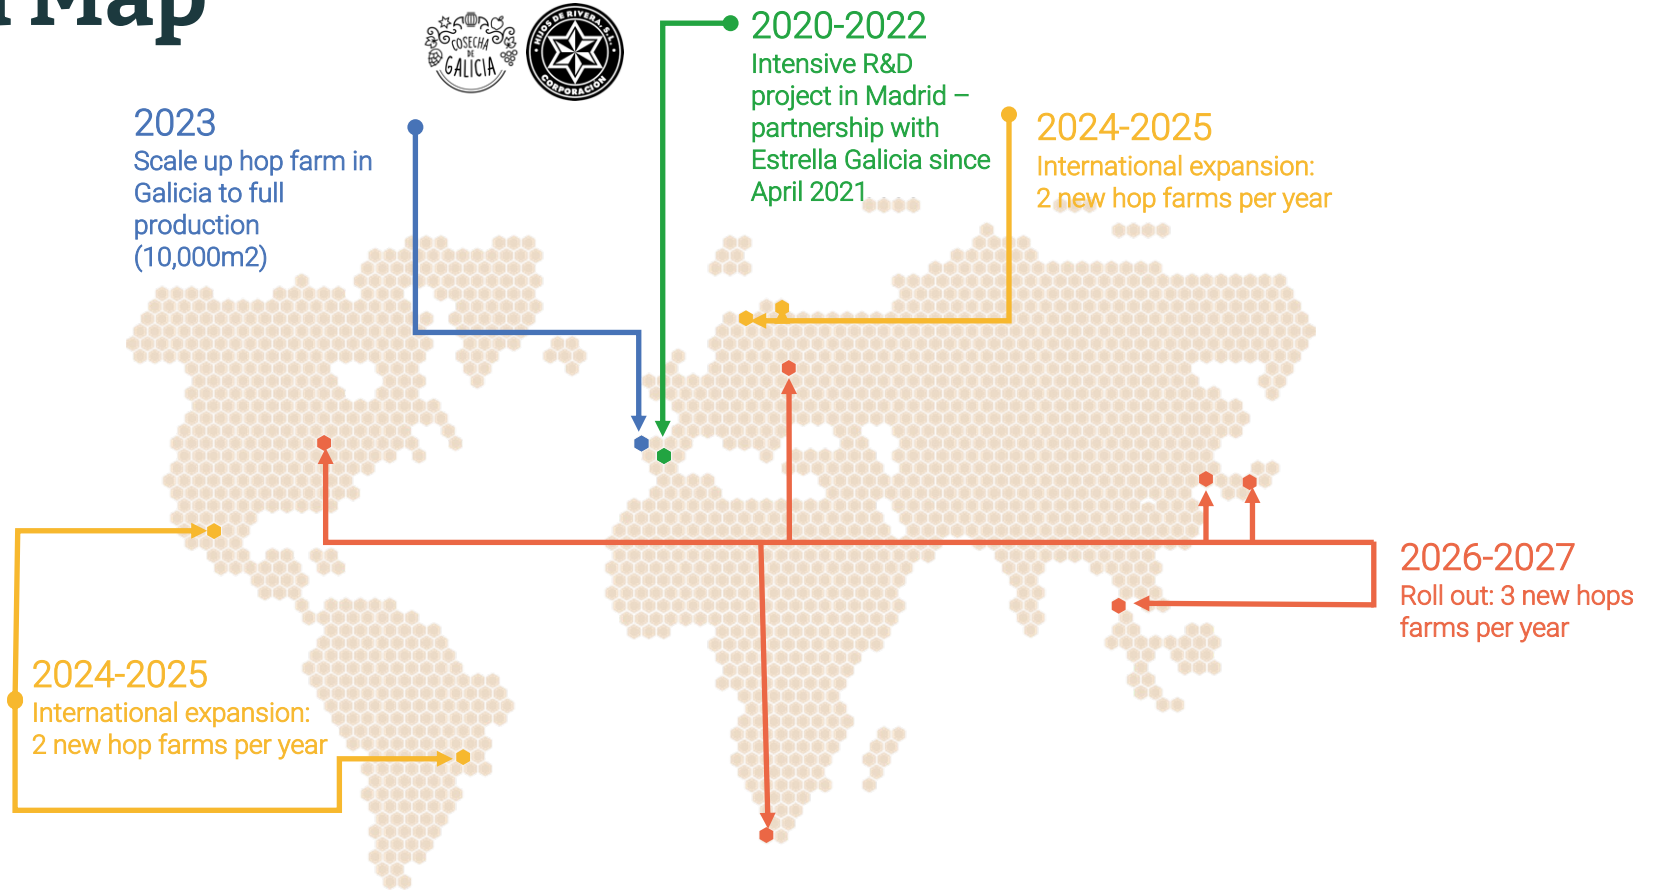 Map
COSECHA
DE
GALICIA
HIJOS DE RIVERA, S.L.
CORPORACIÓN
2020-2022
Intensive R&D
project in Madrid –
partnership with
Estrella Galicia since
April 2021
2023
Scale up hop farm in
Galicia to full
production
(10,000m2)
2024-2025
International expansion:
2 new hop farms per year
2026-2027
Roll out: 3 new hops
farms per year
2024-2025
International expansion:
2 new hop farms per year